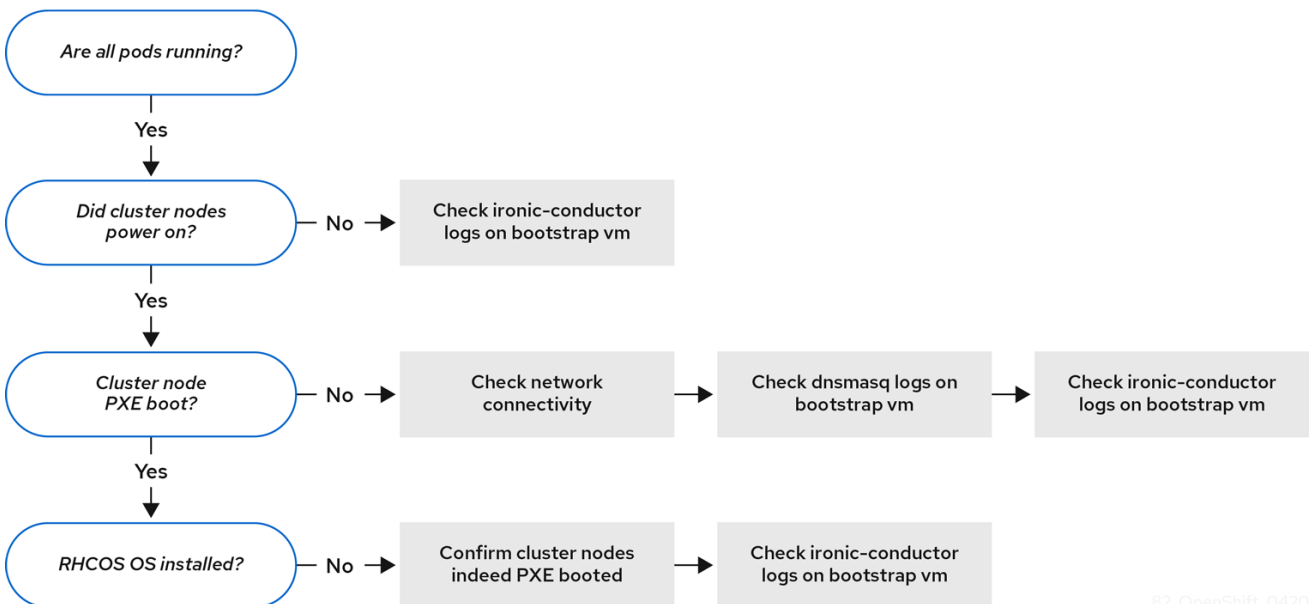 Are all pods running?
Yes
Did cluster nodes
power on?
No
Check ironic-conductor
logs on bootstrap vm
Yes
Cluster node
PXE boot?
No
Check network
connectivity
Check dnsmasq logs on
bootstrap vm
Check ironic-conductor
logs on bootstrap vm
Yes
RHCOS OS installed?
No
Confirm cluster nodes
indeed PXE booted
Check ironic-conductor
logs on bootstrap vm
82_OpenShift_0420